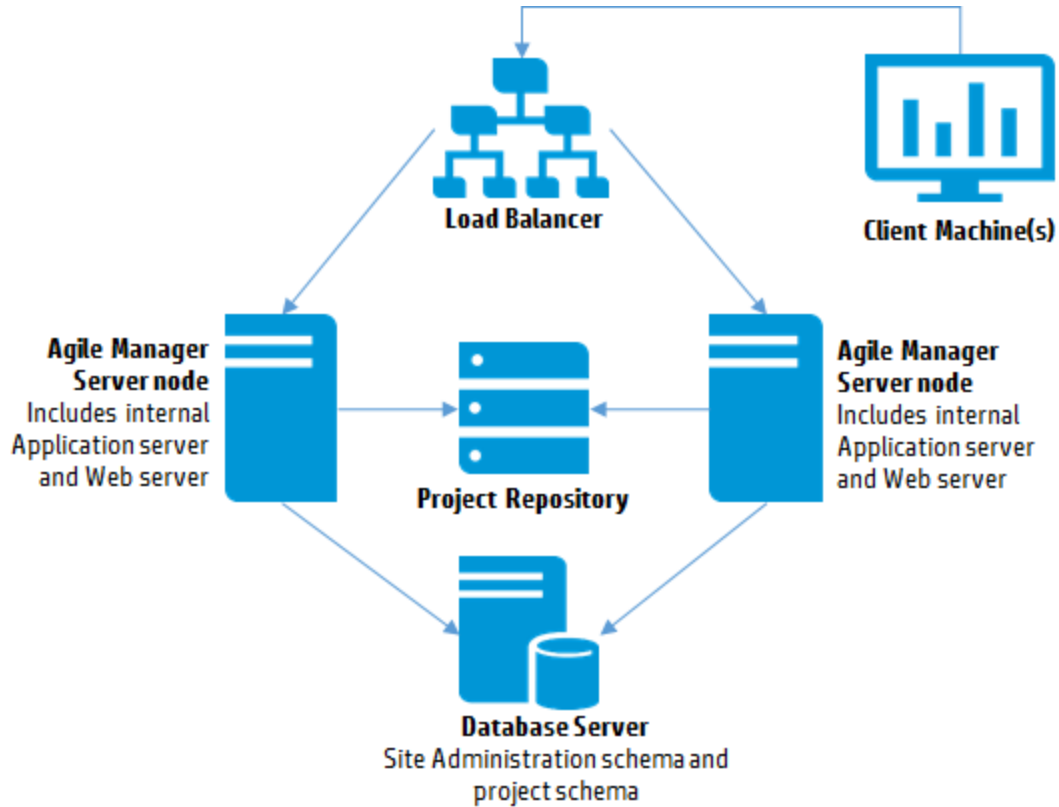 Load Balancer
Client Machine(s)
Agile Manager
Server node
Includes internal
Application server
and Web server
Agile Manager
Server node
Includes internal
Application server
and Web server
Project Repository
Database Server
Site Administration schema and
project schema